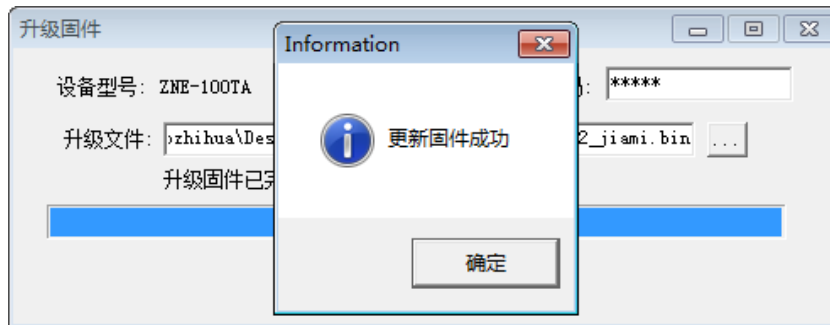 升级固件
Information
设备型号: ZNE-100TA
*****
更新固件成功
升级文件: ozhihua\Des
2_jiami.bin ...
升级固件已完
确定